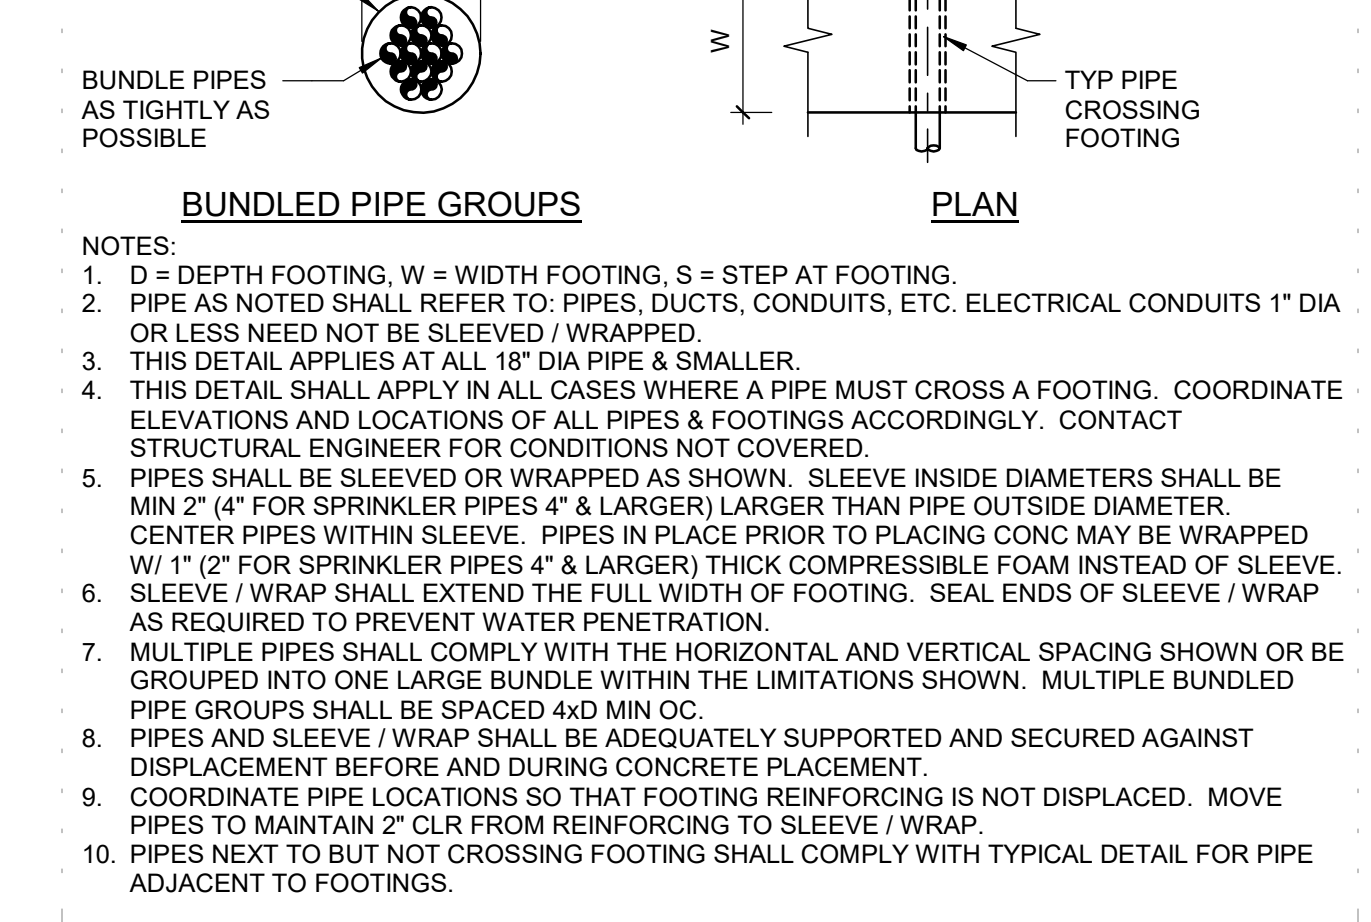 BUNDLE PIPES
AS TIGHTLY AS
POSSIBLE
W
TYP PIPE
CROSSING
FOOTING
BUNDLED PIPE GROUPS
PLAN
NOTES:
1. D = DEPTH FOOTING, W = WIDTH FOOTING, S = STEP AT FOOTING.
2. PIPE AS NOTED SHALL REFER TO: PIPES, DUCTS, CONDUITS, ETC. ELECTRICAL CONDUITS 1" DIA
OR LESS NEED NOT BE SLEEVED / WRAPPED.
3. THIS DETAIL APPLIES AT ALL 18" DIA PIPE & SMALLER.
4. THIS DETAIL SHALL APPLY IN ALL CASES WHERE A PIPE MUST CROSS A FOOTING. COORDINATE
ELEVATIONS AND LOCATIONS OF ALL PIPES & FOOTINGS ACCORDINGLY. CONTACT
STRUCTURAL ENGINEER FOR CONDITIONS NOT COVERED.
5. PIPES SHALL BE SLEEVED OR WRAPPED AS SHOWN. SLEEVE INSIDE DIAMETERS SHALL BE
MIN 2" (4" FOR SPRINKLER PIPES 4" & LARGER) LARGER THAN PIPE OUTSIDE DIAMETER.
CENTER PIPES WITHIN SLEEVE. PIPES IN PLACE PRIOR TO PLACING CONC MAY BE WRAPPED
W/ 1" (2" FOR SPRINKLER PIPES 4" & LARGER) THICK COMPRESSIBLE FOAM INSTEAD OF SLEEVE.
6. SLEEVE / WRAP SHALL EXTEND THE FULL WIDTH OF FOOTING. SEAL ENDS OF SLEEVE / WRAP
AS REQUIRED TO PREVENT WATER PENETRATION.
7. MULTIPLE PIPES SHALL COMPLY WITH THE HORIZONTAL AND VERTICAL SPACING SHOWN OR BE
GROUPED INTO ONE LARGE BUNDLE WITHIN THE LIMITATIONS SHOWN. MULTIPLE BUNDLED
PIPE GROUPS SHALL BE SPACED 4xD MIN OC.
8. PIPES AND SLEEVE / WRAP SHALL BE ADEQUATELY SUPPORTED AND SECURED AGAINST
DISPLACEMENT BEFORE AND DURING CONCRETE PLACEMENT.
9. COORDINATE PIPE LOCATIONS SO THAT FOOTING REINFORCING IS NOT DISPLACED. MOVE
PIPES TO MAINTAIN 2" CLR FROM REINFORCING TO SLEEVE / WRAP.
10. PIPES NEXT TO BUT NOT CROSSING FOOTING SHALL COMPLY WITH TYPICAL DETAIL FOR PIPE
ADJACENT TO FOOTINGS.